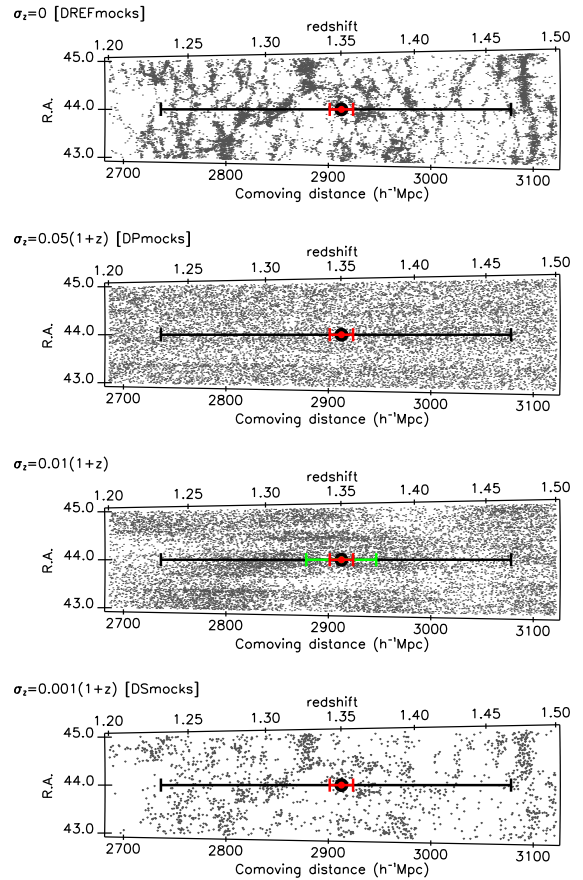 σz=0 [DREFmocks]
redshift
1.20 1.25 1.30 1.35 1.40 1.45 1.50
45.0
44.0
43.0
R.A.
2700 2800 2900 3000 3100
Comoving distance (h⁻¹Mpc)
σz=0.05(1+z) [DPmocks]
redshift
1.20 1.25 1.30 1.35 1.40 1.45 1.50
45.0
44.0
43.0
R.A.
2700 2800 2900 3000 3100
Comoving distance (h⁻¹Mpc)
σz=0.01(1+z)
redshift
1.20 1.25 1.30 1.35 1.40 1.45 1.50
45.0
44.0
43.0
R.A.
2700 2800 2900 3000 3100
Comoving distance (h⁻¹Mpc)
σz=0.001(1+z) [DSmocks]
redshift
1.20 1.25 1.30 1.35 1.40 1.45 1.50
45.0
44.0
43.0
R.A.
2700 2800 2900 3000 3100
Comoving distance (h⁻¹Mpc)